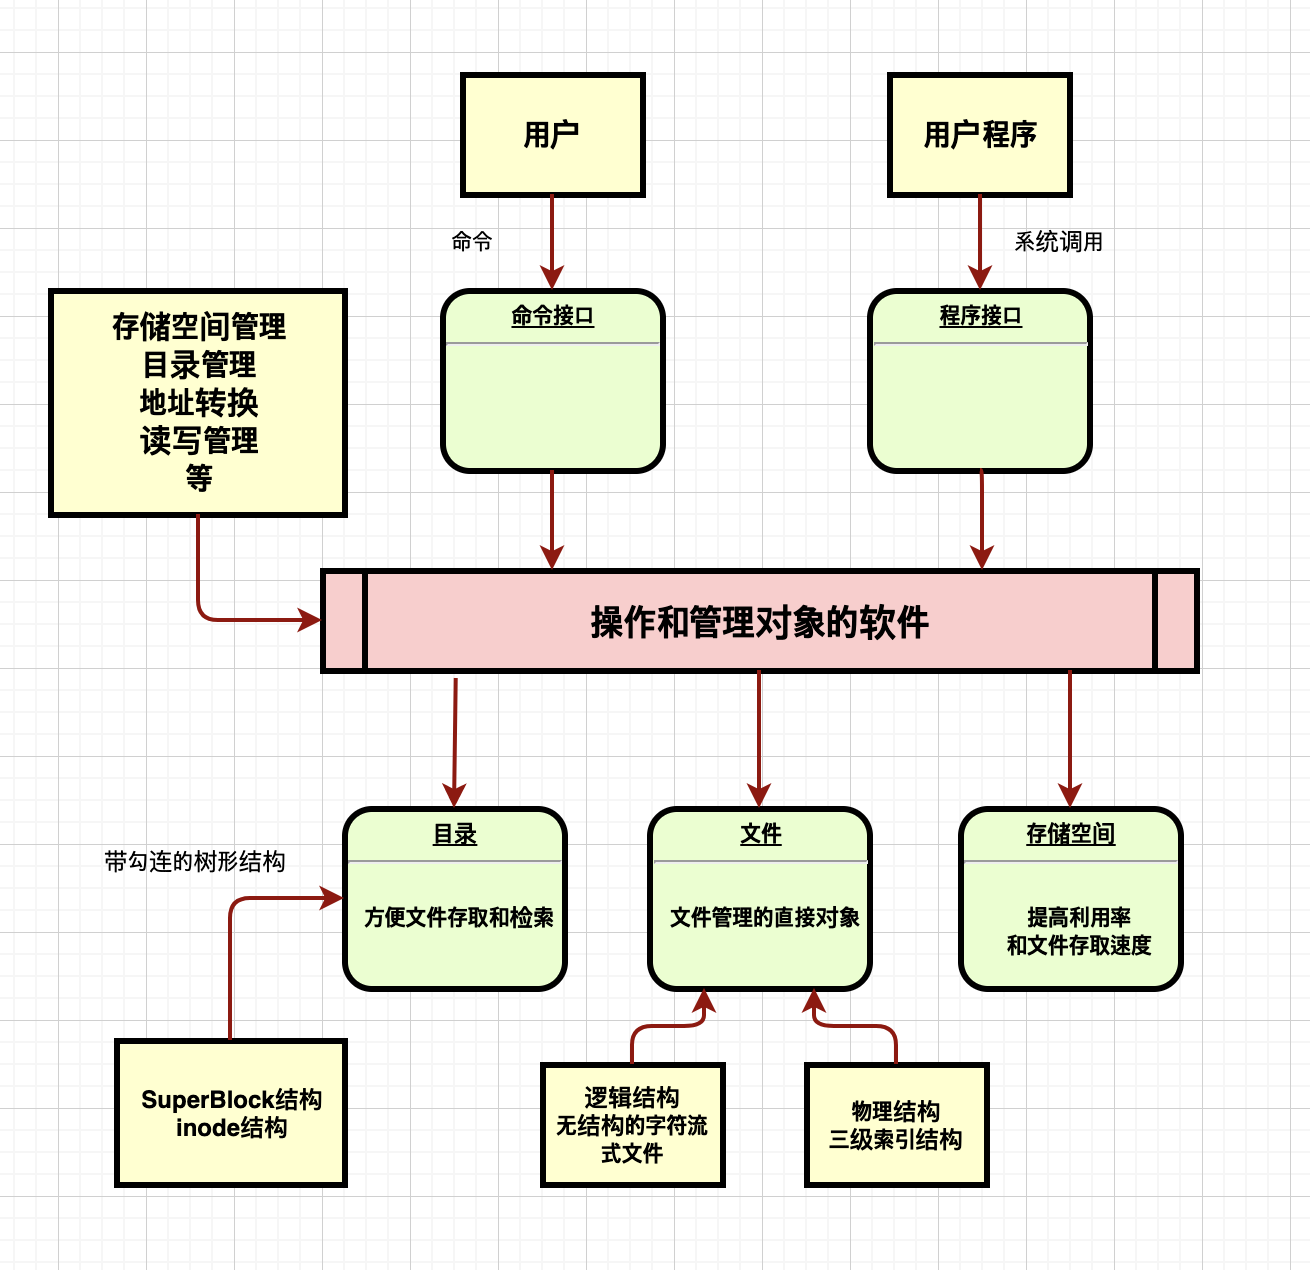 用户
用户程序
命令
系统调用
命令接口
程序接口
存储空间管理
目录管理
地址转换
读写管理
等
操作和管理对象的软件
目录
方便文件存取和检索
文件
文件管理的直接对象
存储空间
提高利用率
和文件存取速度
带勾连的树形结构
SuperBlock结构
inode结构
逻辑结构
无结构的字符流
式文件
物理结构
三级索引结构